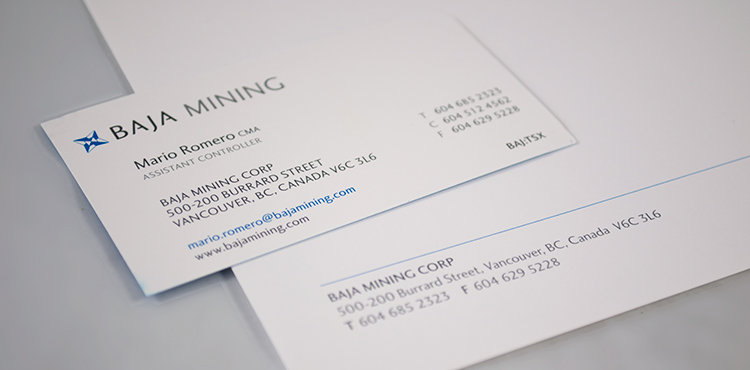 BAJA MINING
Mario Romero CMA
ASSISTANT CONTROLLER
BAJA MINING CORP
500-200 BURRARD STREET
VANCOUVER, BC, CANADA V6C 3L6
mario.romero@bajamining.com
www.bajamining.com
T 604 685 2323
C 604 512 4562
F 604 629 5228
BAJ.TSX
BAJA MINING CORP
500-200 Burrard Street, Vancouver, BC, Canada V6C 3L6
T 604 685 2323 F 604 629 5228